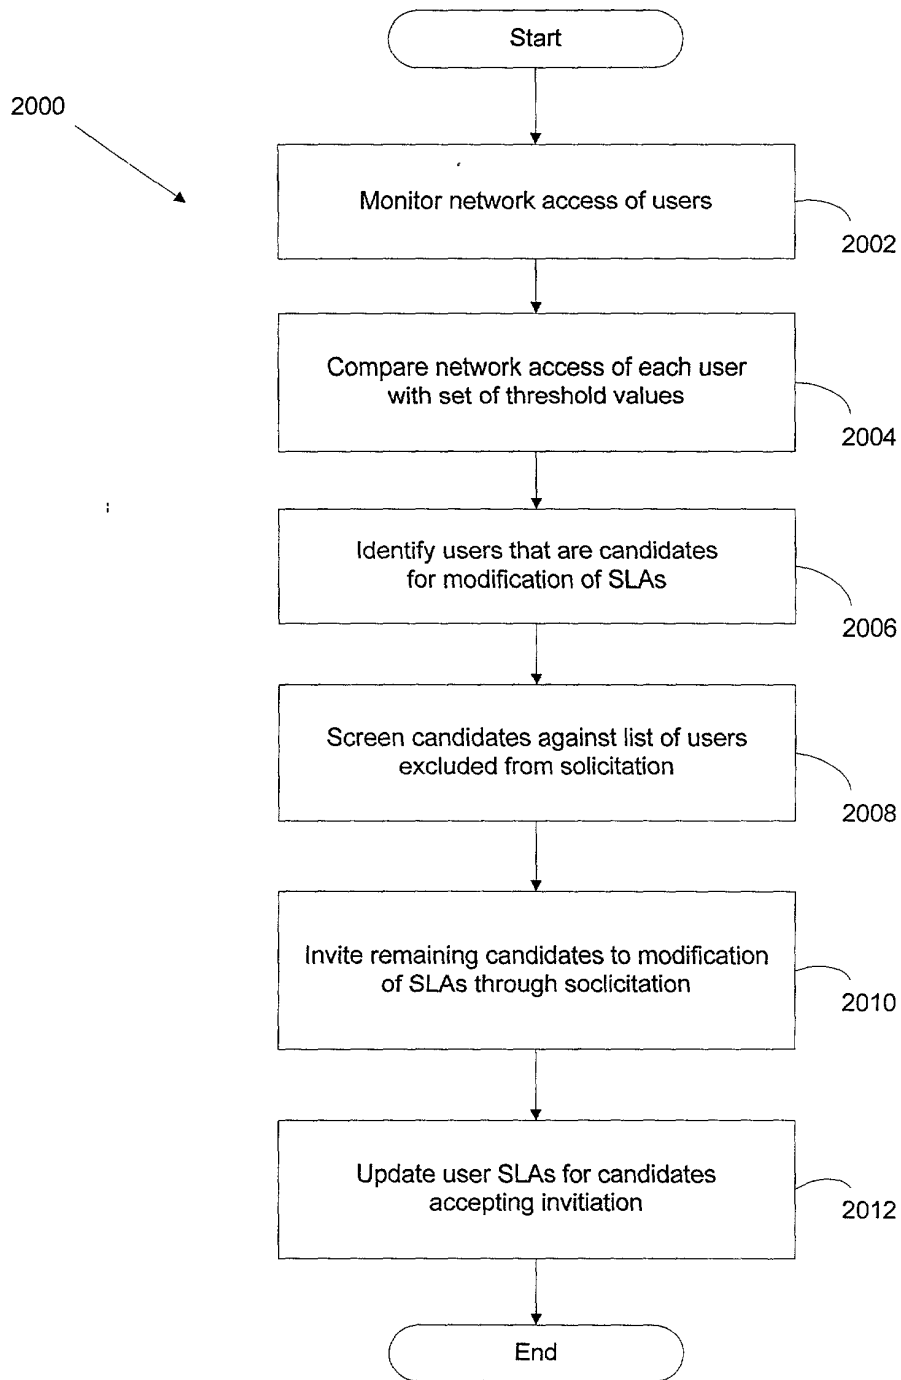 Start
2000
Monitor network access of users
2002
Compare network access of each user
with set of threshold values
2004
Identify users that are candidates
for modification of SLAs
2006
Screen candidates against list of users
excluded from solicitation
2008
Invite remaining candidates to modification
of SLAs through soclicitation
2010
Update user SLAs for candidates
accepting invitiation
2012
End